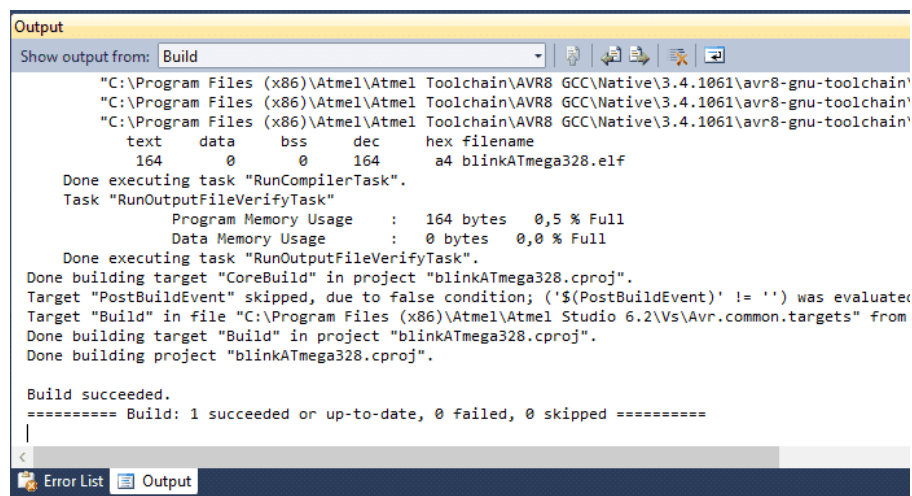 Output
Show output from: Build
"C:\Program Files (x86)\Atmel\Atmel Toolchain\AVR8 GCC\Native\3.4.1061\avr8-gnu-toolchain\
"C:\Program Files (x86)\Atmel\Atmel Toolchain\AVR8 GCC\Native\3.4.1061\avr8-gnu-toolchain\
"C:\Program Files (x86)\Atmel\Atmel Toolchain\AVR8 GCC\Native\3.4.1061\avr8-gnu-toolchain\
text data bss dec hex filename
164 0 0 164 a4 blinkATmega328.elf
Done executing task "RunCompilerTask".
Task "RunOutputFileVerifyTask"
Program Memory Usage : 164 bytes 0,5 % Full
Data Memory Usage : 0 bytes 0,0 % Full
Done executing task "RunOutputFileVerifyTask".
Done building target "CoreBuild" in project "blinkATmega328.cproj".
Target "PostBuildEvent" skipped, due to false condition; ('$(PostBuildEvent)' != '') was evaluated
Target "Build" in file "C:\Program Files (x86)\Atmel\Atmel Studio 6.2\Vs\Avr.common.targets" from
Done building target "Build" in project "blinkATmega328.cproj".
Done building project "blinkATmega328.cproj".
Build succeeded.
========== Build: 1 succeeded or up-to-date, 0 failed, 0 skipped ==========
Error List Output